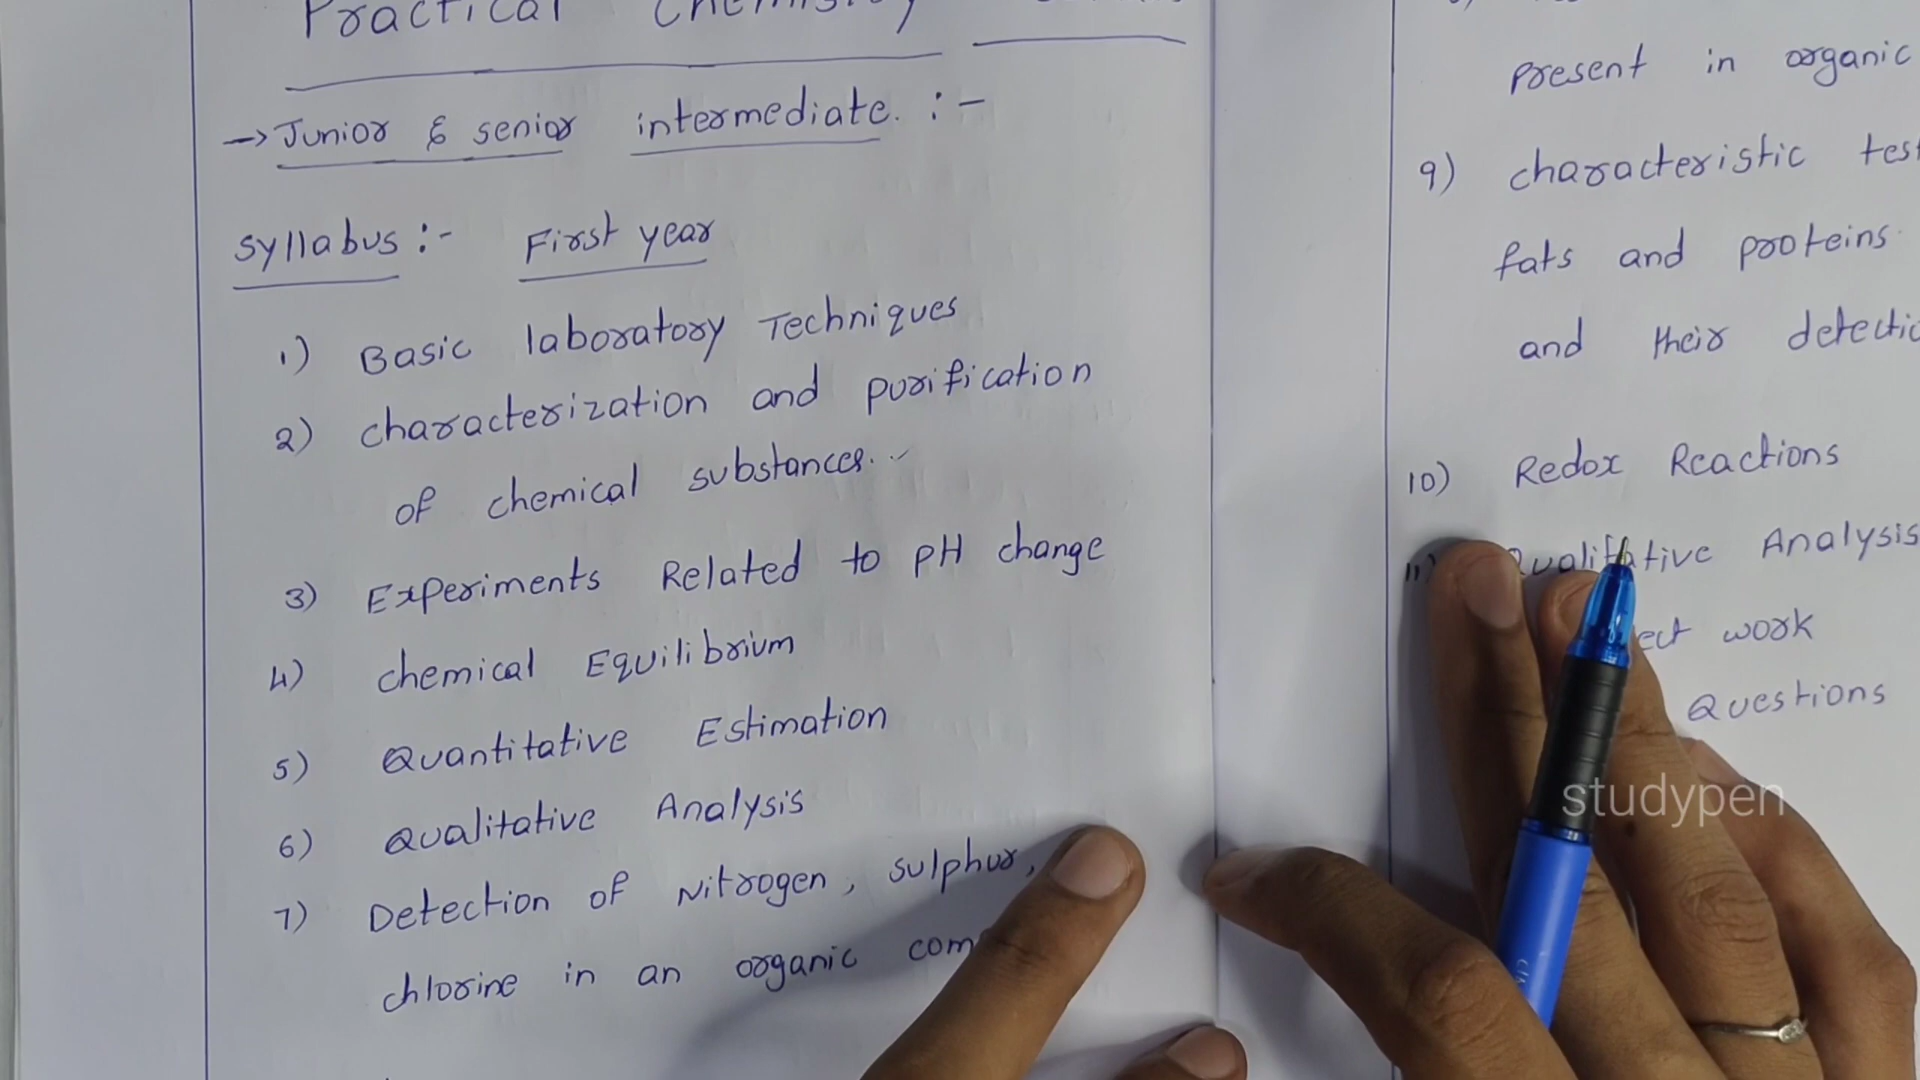 Practical Chemistry
→ Junior & senior intermediate. :-
Syllabus :- First year
1) Basic laboratory Techniques
2) characterization and purification
of chemical substances.
3) Experiments Related to pH change
4) chemical Equilibrium
5) Quantitative Estimation
6) Qualitative Analysis
7) Detection of Nitrogen, sulphur,
chlorine in an organic
present in organic
9) characteristic
fats and proteins
and their
10) Redox Reactions
11) Qualitative Analysis
work
Questions
studypen